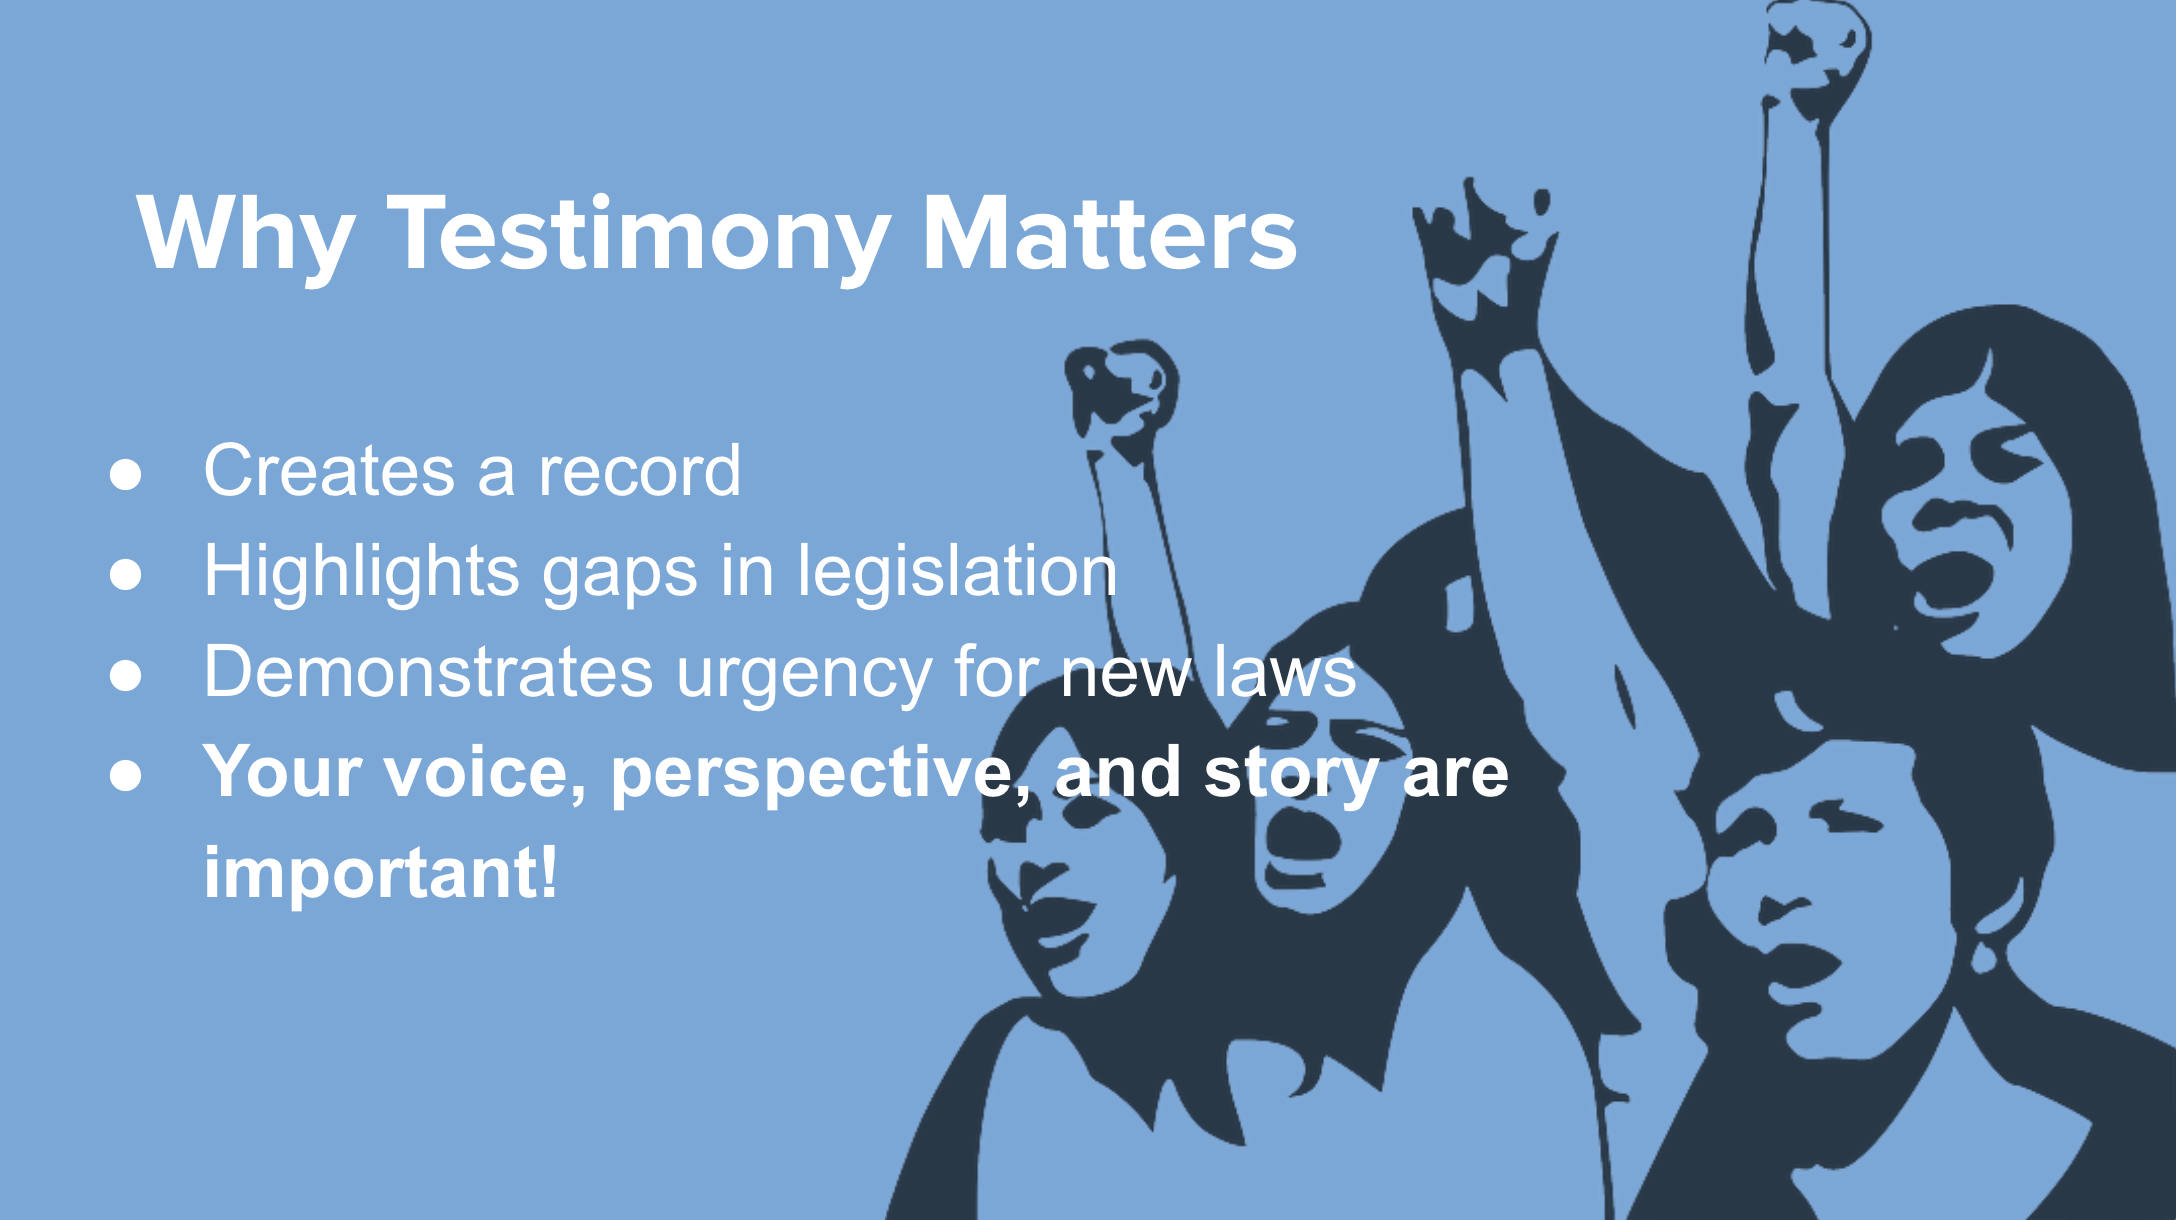 Why Testimony Matters
● Creates a record
● Highlights gaps in legislation
● Demonstrates urgency for new laws
● Your voice, perspective, and story are
important!